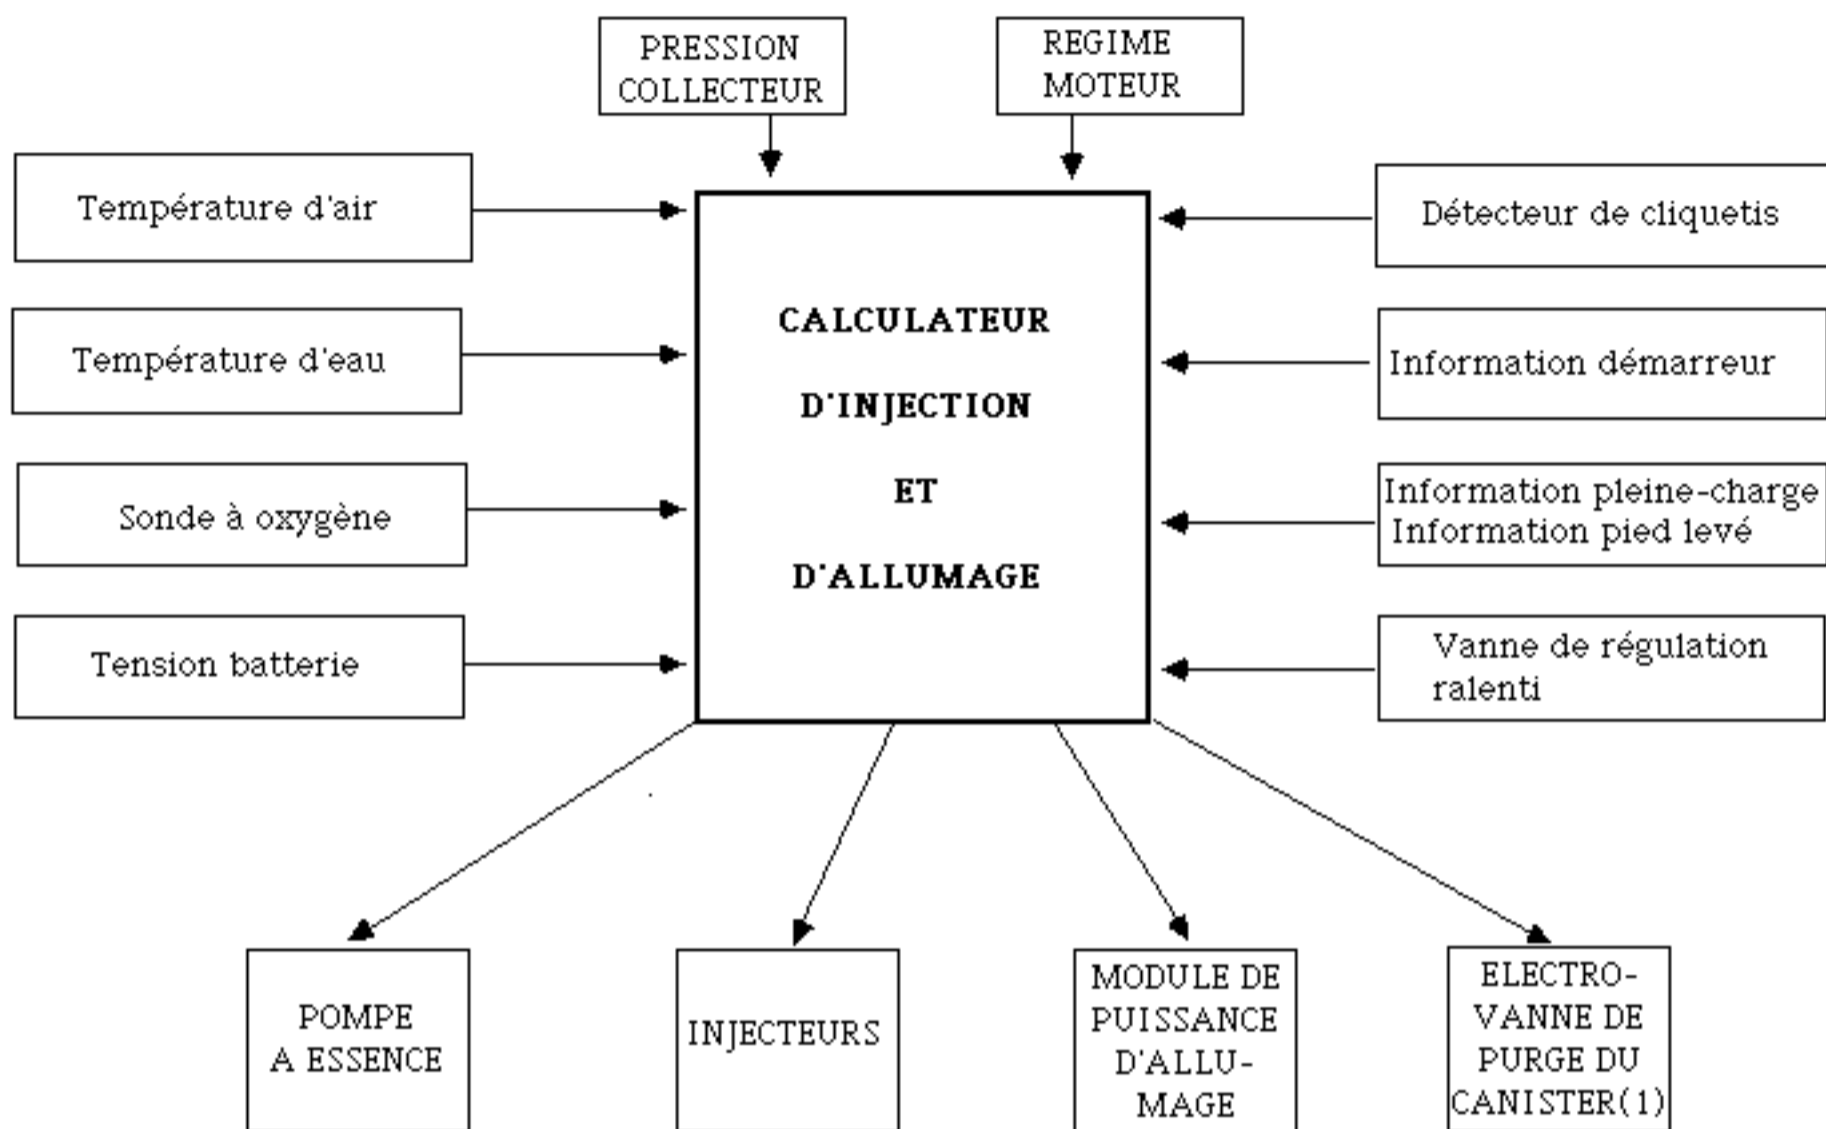 PRESSION
COLLECTEUR
REGIME
MOTEUR
Température d'air
Détecteur de cliquetis
CALCULATEUR
D'INJECTION
ET
D'ALLUMAGE
Température d'eau
Information démarreur
Sonde à oxygène
Information pleine-charge
Information pied levé
Tension batterie
Vanne de régulation
ralenti
POMPE
A ESSENCE
INJECTEURS
MODULE DE
PUISSANCE
D'ALLU-
MAGE
ELECTRO-
VANNE DE
PURGE DU
CANISTER(1)